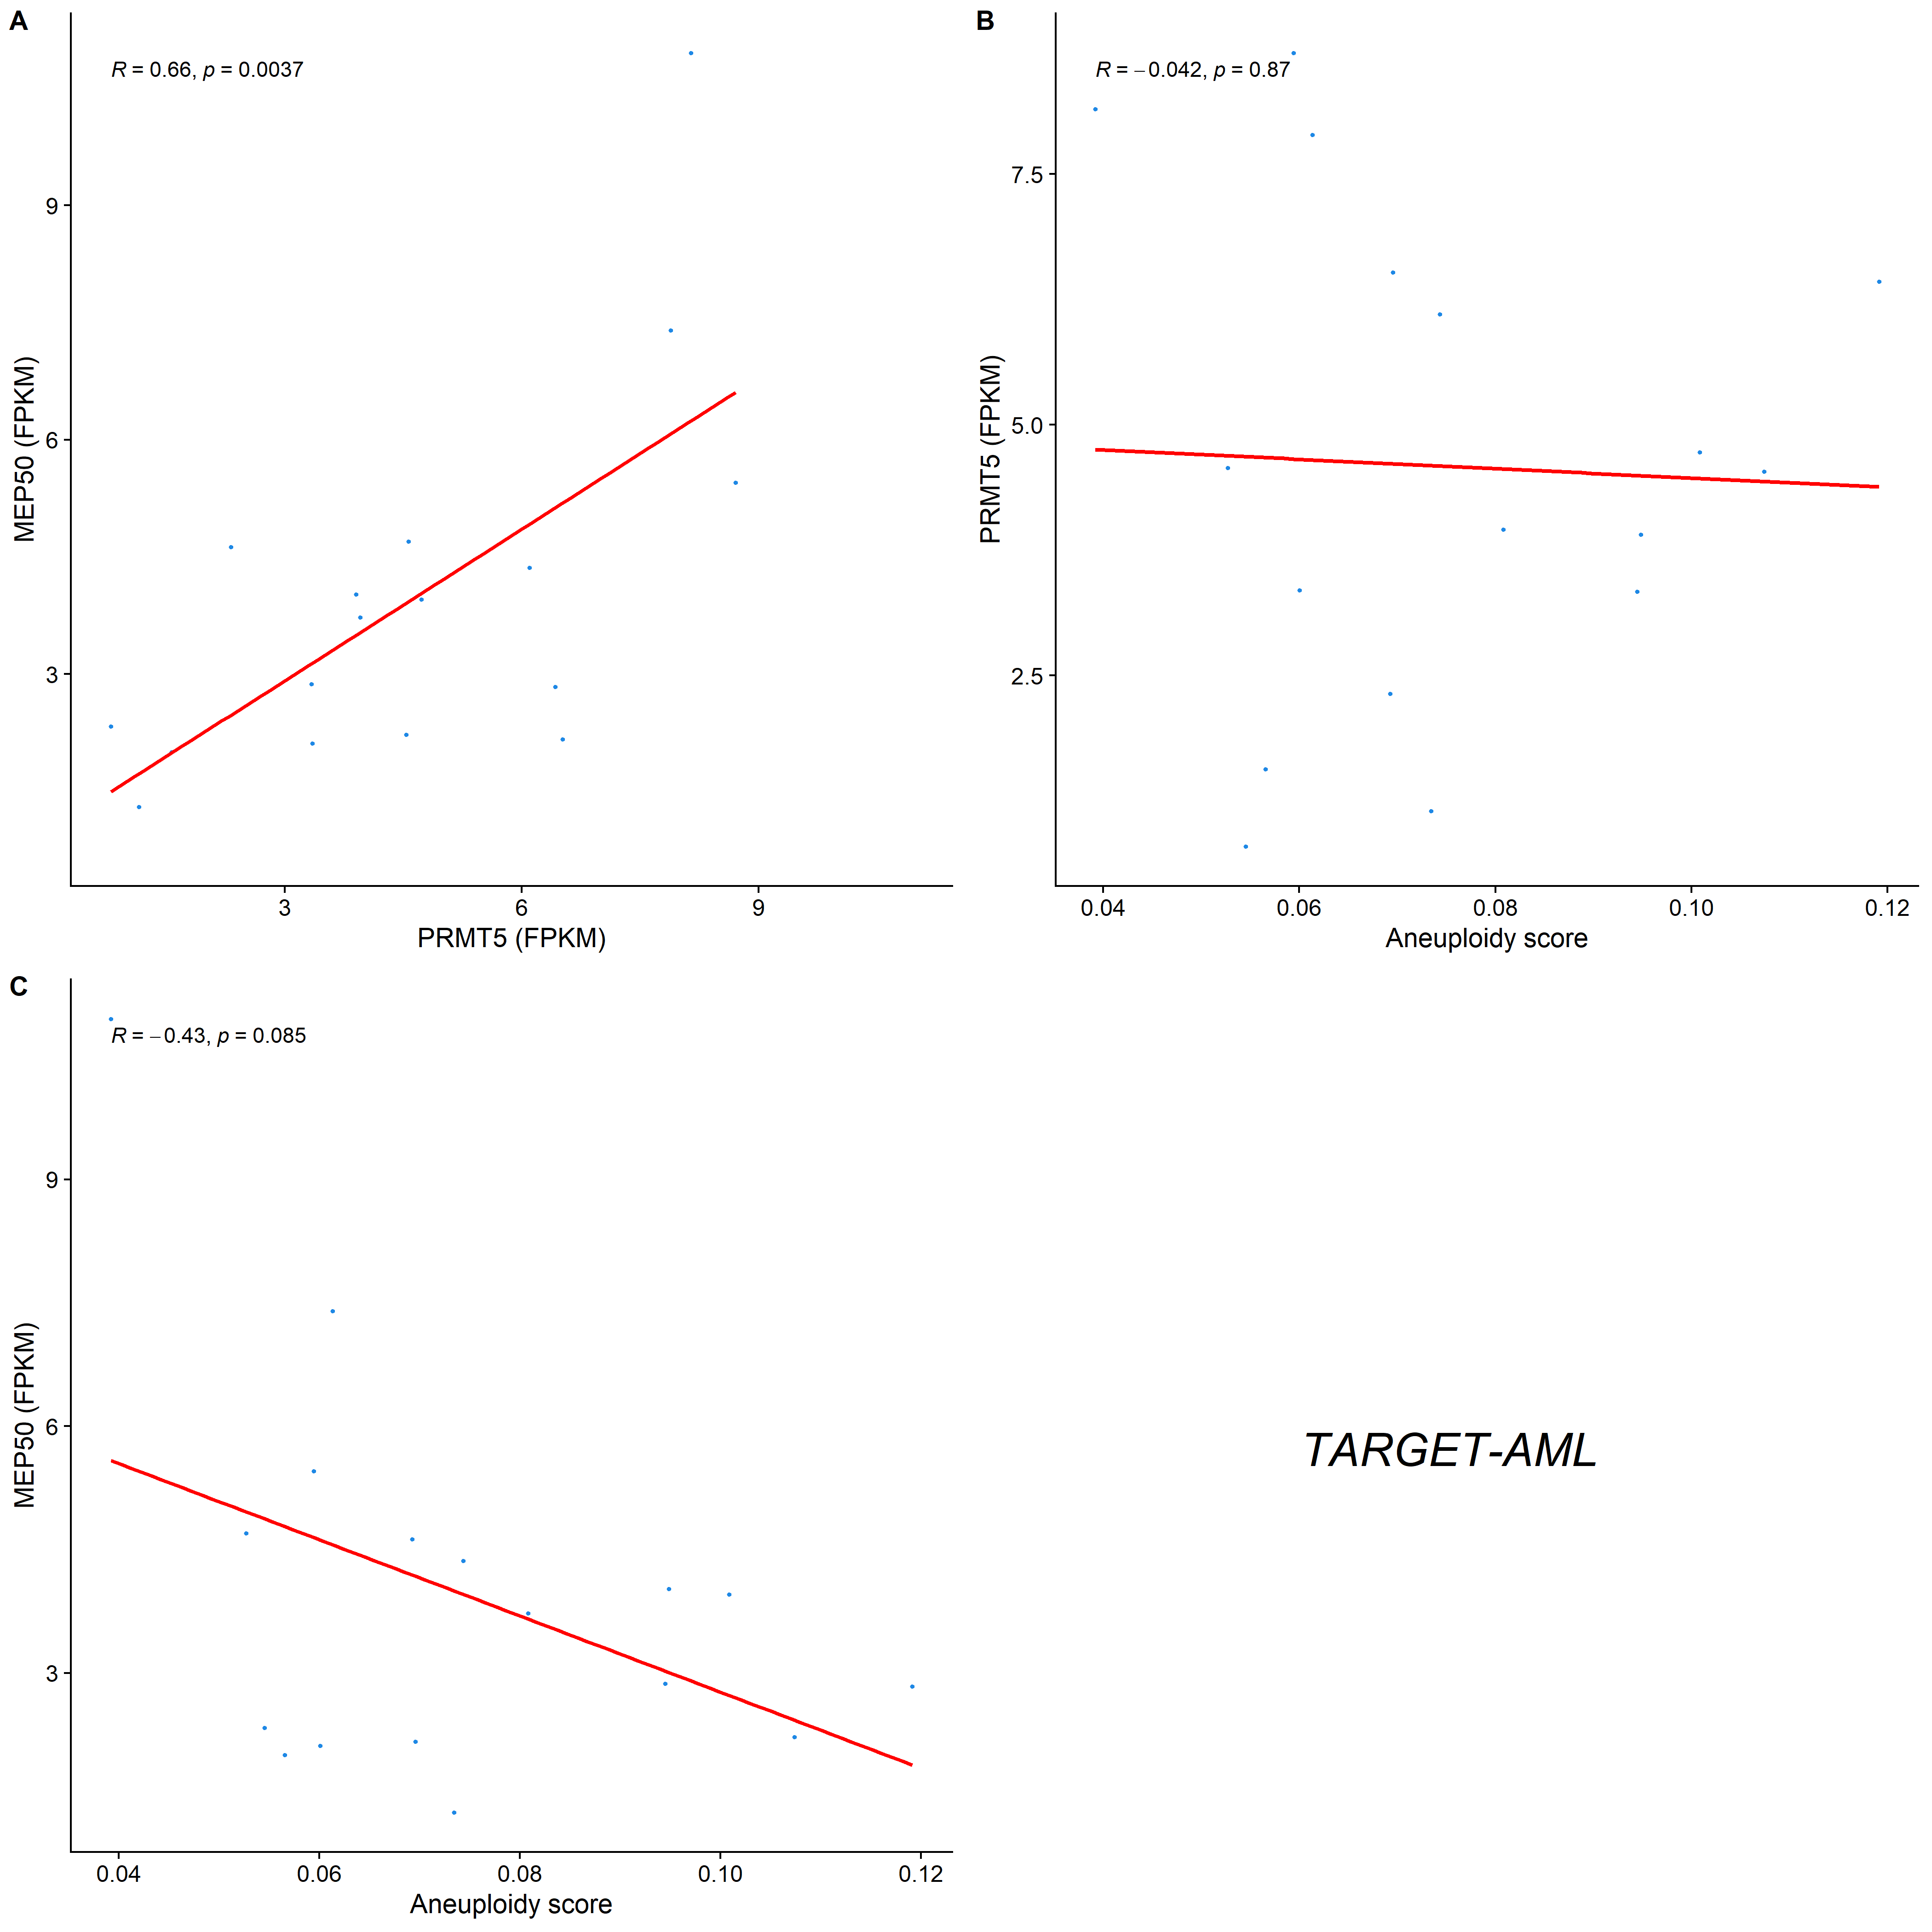 A
R = 0.66, p = 0.0037
MEP50 (FPKM)
9
6
3
3 6 9
PRMT5 (FPKM)
B
R = −0.042, p = 0.87
PRMT5 (FPKM)
7.5
5.0
2.5
0.04 0.06 0.08 0.10 0.12
Aneuploidy score
C
R = −0.43, p = 0.085
MEP50 (FPKM)
9
6
3
0.04 0.06 0.08 0.10 0.12
Aneuploidy score
TARGET-AML